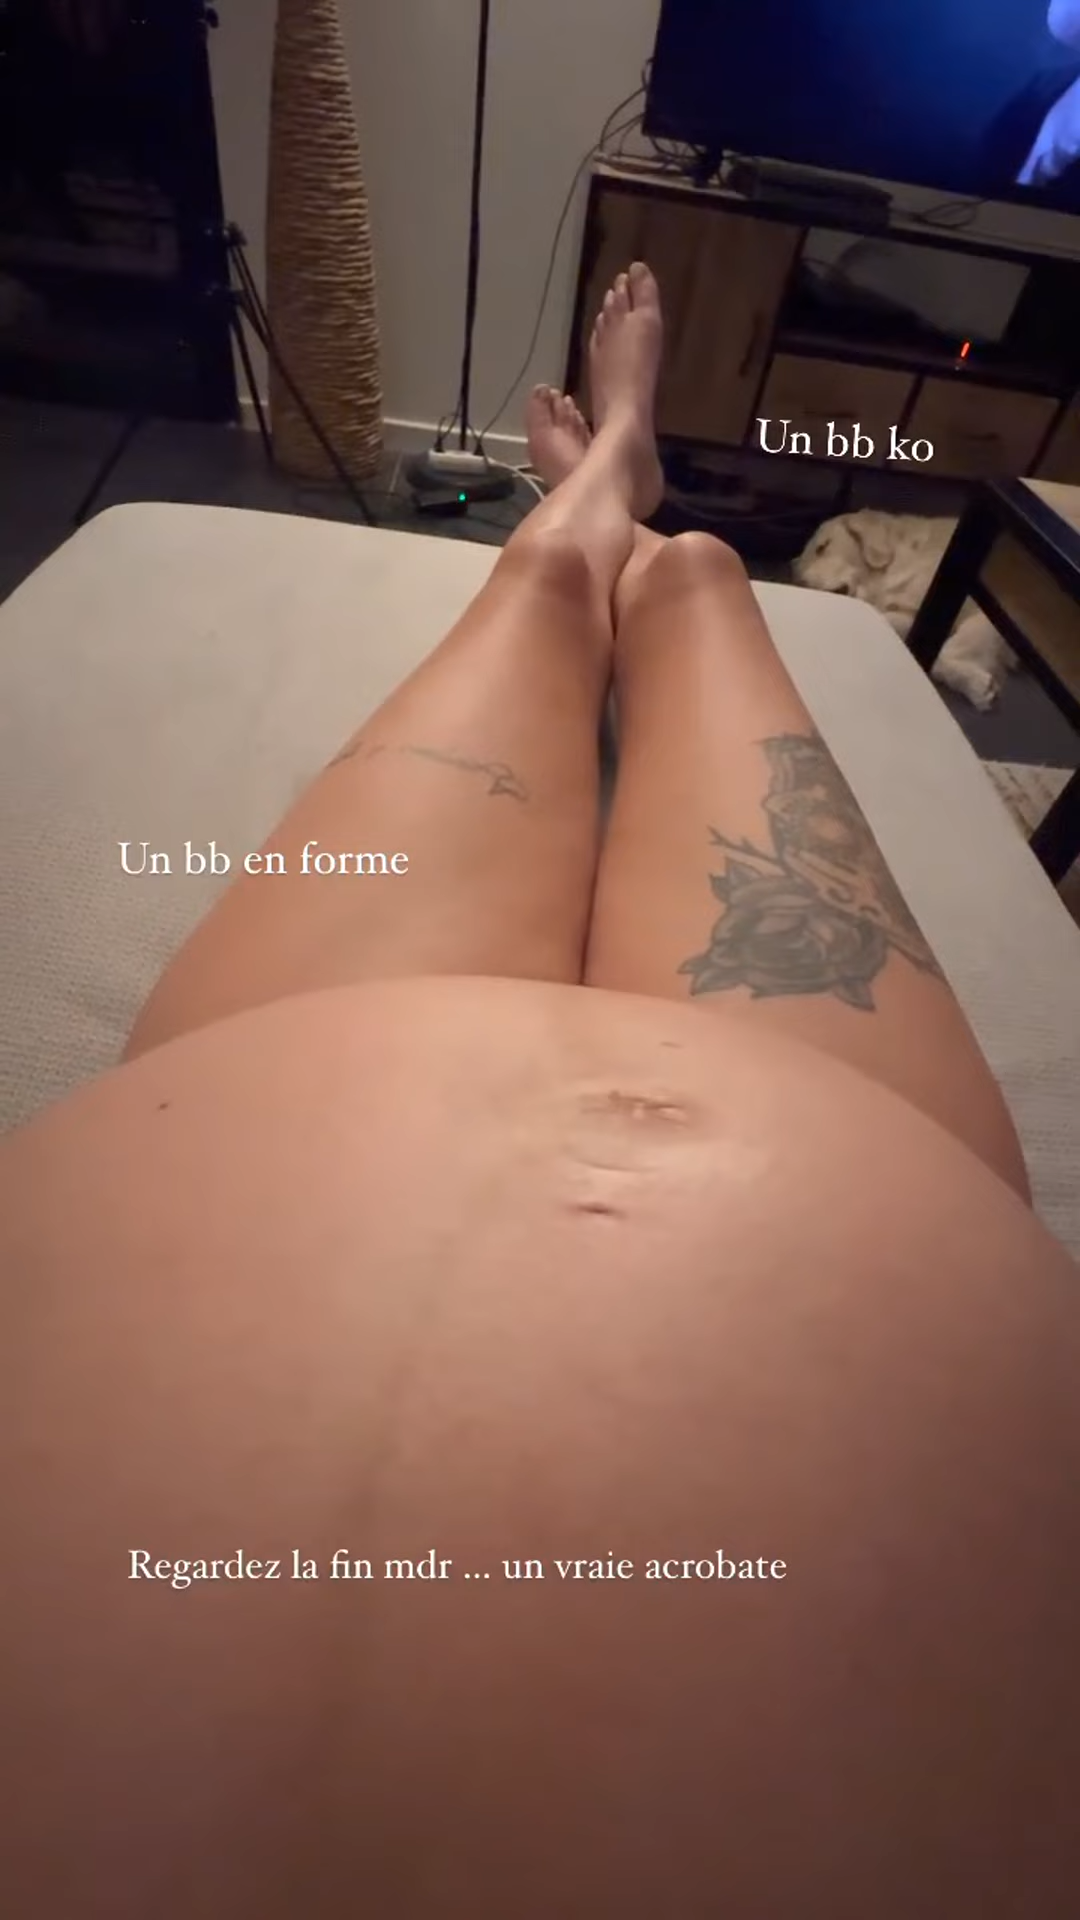 Un bb ko
Un bb en forme
Regardez la fin mdr ... un vraie acrobate